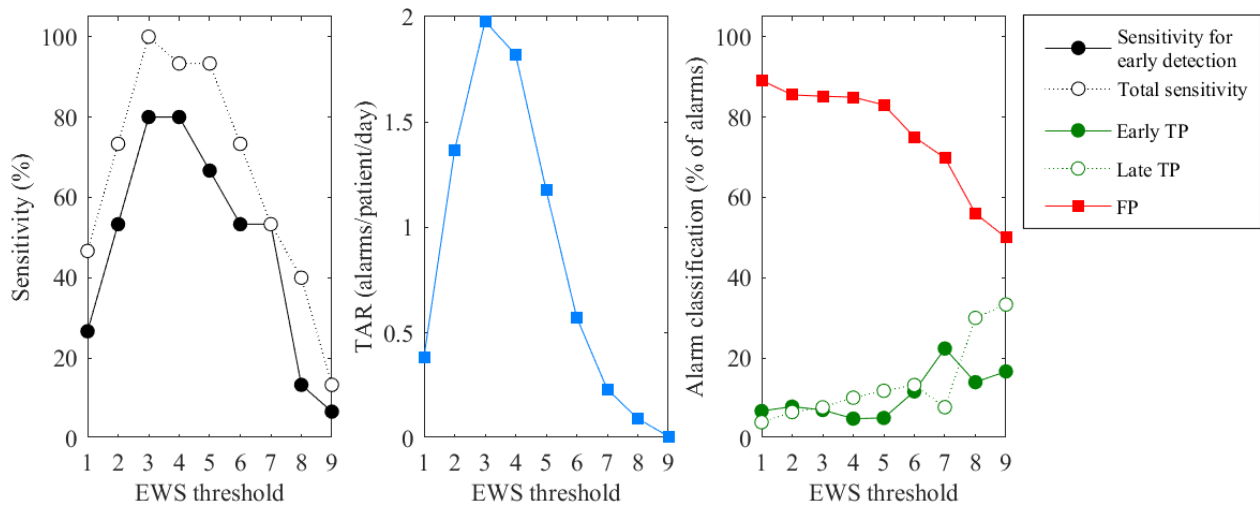 Sensitivity (%)
100
80
60
40
20
0
1 2 3 4 5 6 7 8 9
EWS threshold
TAR (alarms/patient/day)
2
1.5
1
0.5
0
1 2 3 4 5 6 7 8 9
EWS threshold
Alarm classification (% of alarms)
100
80
60
40
20
0
1 2 3 4 5 6 7 8 9
EWS threshold
Sensitivity for
early detection
Total sensitivity
Early TP
Late TP
FP